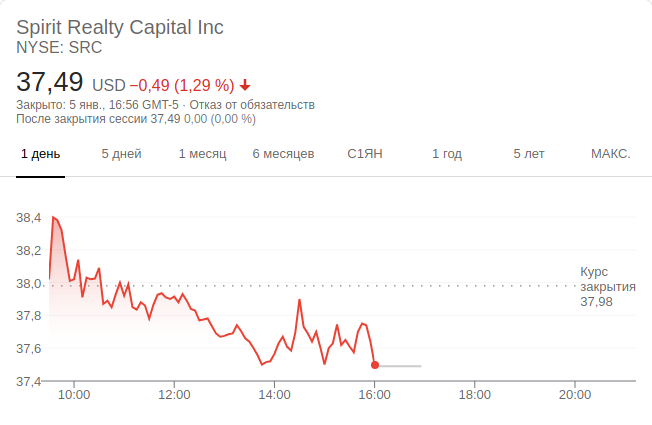 Spirit Realty Capital Inc
NYSE: SRC
37,49 USD −0,49 (1,29 %)
Закрыто: 5 янв., 16:56 GMT-5 · Отказ от обязательств
После закрытия сессии 37,49 0,00 (0,00 %)
1 день 5 дней 1 месяц 6 месяцев С1ЯН 1 год 5 лет МАКС.
38,4
38,2
38,0
37,8
37,6
37,4
Курс
закрытия
37,98
10:00 12:00 14:00 16:00 18:00 20:00